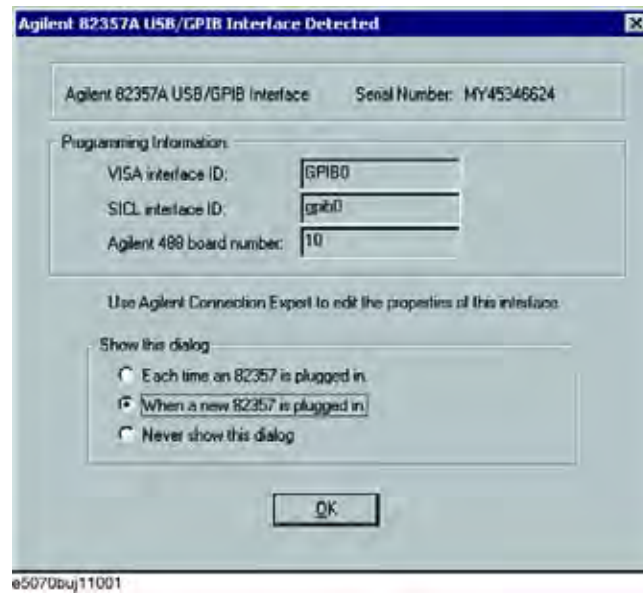 Agilent 82357A USB/GPIB Interface Detected
Agilent 82357A USB/GPIB Interface Serial Number: MY45346624
Programming Information
VISA interface ID: GPIB0
SICL interface ID: gpib0
Agilent 488 board number: 10
Use Agilent Connection Expert to edit the properties of this interface
Show this dialog
Each time an 82357 is plugged in
When a new 82357 is plugged in
Never show this dialog
OK
e5070buj11001